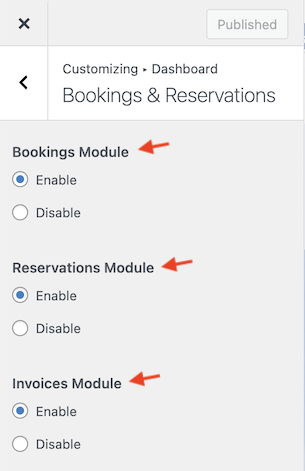 Published
Customizing ▸ Dashboard
Bookings & Reservations
Bookings Module
Enable
Disable
Reservations Module
Enable
Disable
Invoices Module
Enable
Disable